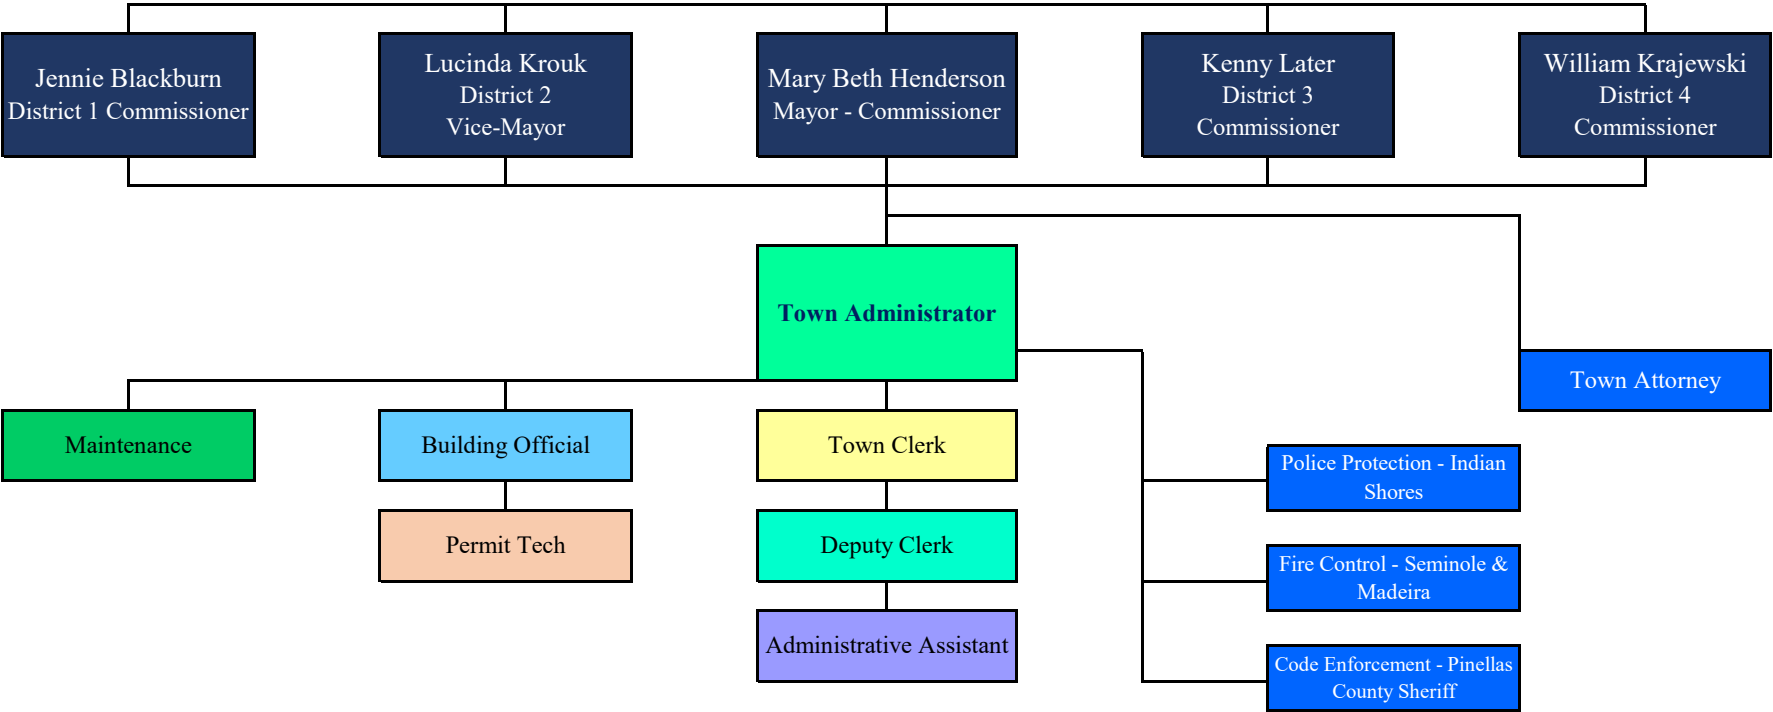 Jennie Blackburn
District 1 Commissioner
Lucinda Krouk
District 2
Vice-Mayor
Mary Beth Henderson
Mayor - Commissioner
Kenny Later
District 3
Commissioner
William Krajewski
District 4
Commissioner
Town Administrator
Town Attorney
Maintenance
Building Official
Town Clerk
Police Protection - Indian
Shores
Permit Tech
Deputy Clerk
Fire Control - Seminole &
Madeira
Administrative Assistant
Code Enforcement - Pinellas
County Sheriff